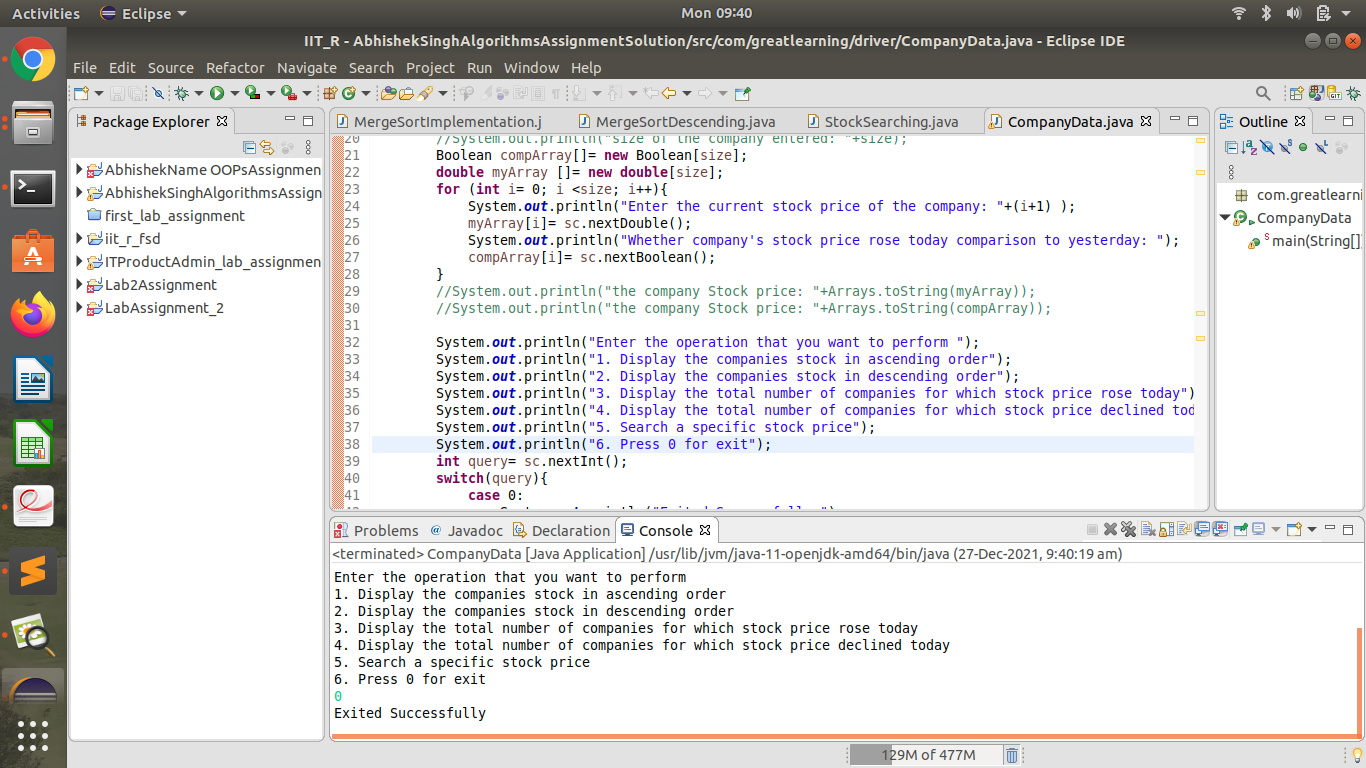 Activities Eclipse Mon 09:40
IIT_R - AbhishekSinghAlgorithmsAssignmentSolution/src/com/greatlearning/driver/CompanyData.java - Eclipse IDE
File Edit Source Refactor Navigate Search Project Run Window Help
Package Explorer
AbhishekName OOPsAssignmen
AbhishekSinghAlgorithmsAssign
first_lab_assignment
iit_r_fsd
ITProductAdmin_lab_assignmen
Lab2Assignment
LabAssignment_2
MergeSortImplementation.j MergeSortDescending.java StockSearching.java CompanyData.java
20 //System.out.println("size of the company entered: "+size);
21 Boolean compArray[]= new Boolean[size];
22 double myArray []= new double[size];
23 for (int i= 0; i <size; i++){
24 System.out.println("Enter the current stock price of the company: "+(i+1) );
25 myArray[i]= sc.nextDouble();
26 System.out.println("Whether company's stock price rose today comparison to yesterday: ");
27 compArray[i]= sc.nextBoolean();
28 }
29 //System.out.println("the company Stock price: "+Arrays.toString(myArray));
30 //System.out.println("the company Stock price: "+Arrays.toString(compArray));
31
32 System.out.println("Enter the operation that you want to perform ");
33 System.out.println("1. Display the companies stock in ascending order");
34 System.out.println("2. Display the companies stock in descending order");
35 System.out.println("3. Display the total number of companies for which stock price rose today")
36 System.out.println("4. Display the total number of companies for which stock price declined tod
37 System.out.println("5. Search a specific stock price");
38 System.out.println("6. Press 0 for exit");
39 int query= sc.nextInt();
40 switch(query){
41 case 0:
Outline
com.greatlearni
CompanyData
main(String[]
Problems Javadoc Declaration Console
<terminated> CompanyData [Java Application] /usr/lib/jvm/java-11-openjdk-amd64/bin/java (27-Dec-2021, 9:40:19 am)
Enter the operation that you want to perform
1. Display the companies stock in ascending order
2. Display the companies stock in descending order
3. Display the total number of companies for which stock price rose today
4. Display the total number of companies for which stock price declined today
5. Search a specific stock price
6. Press 0 for exit
0
Exited Successfully
129M of 477M